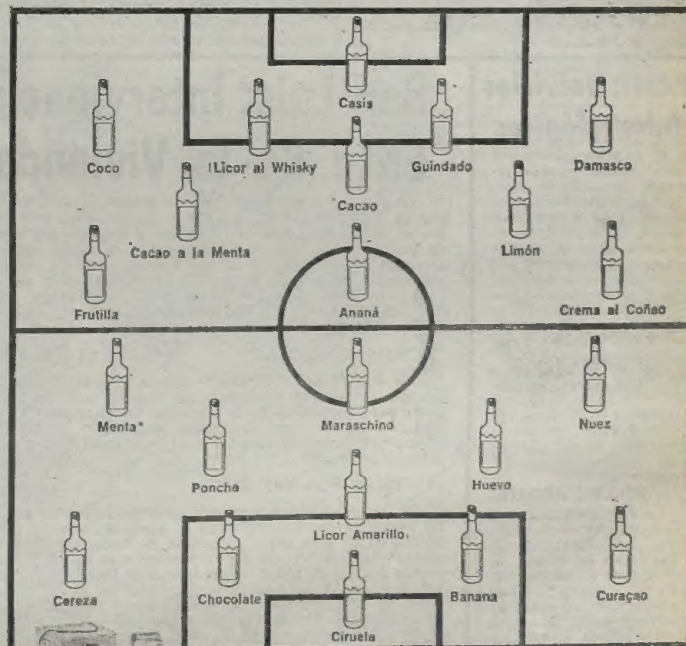 Casis
Coco
Licor al Whisky
Guindado
Damasco
Cacao
Cacao a la Menta
Limón
Frutilla
Ananá
Crema al Coñac
Menta*
Maraschino
Nuez
Ponche
Huevo
Licor Amarillo
Cereza
Chocolate
Banana
Curaçao
Ciruela